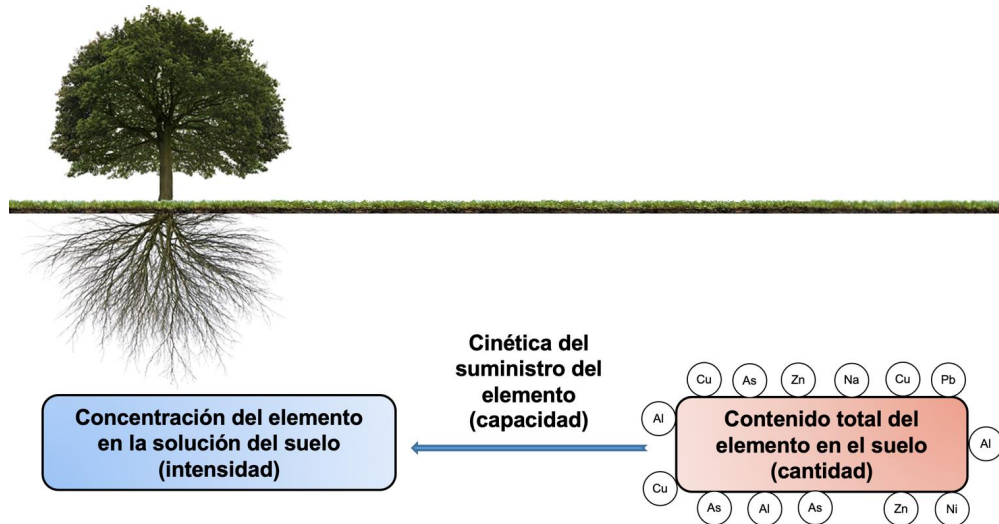 Cinética del
suministro del
elemento
(capacidad)
Concentración del elemento
en la solución del suelo
(intensidad)
Contenido total del
elemento en el suelo
(cantidad)
Cu
As
Zn
Na
Cu
Pb
Al
Al
Cu
As
Al
As
Zn
Ni